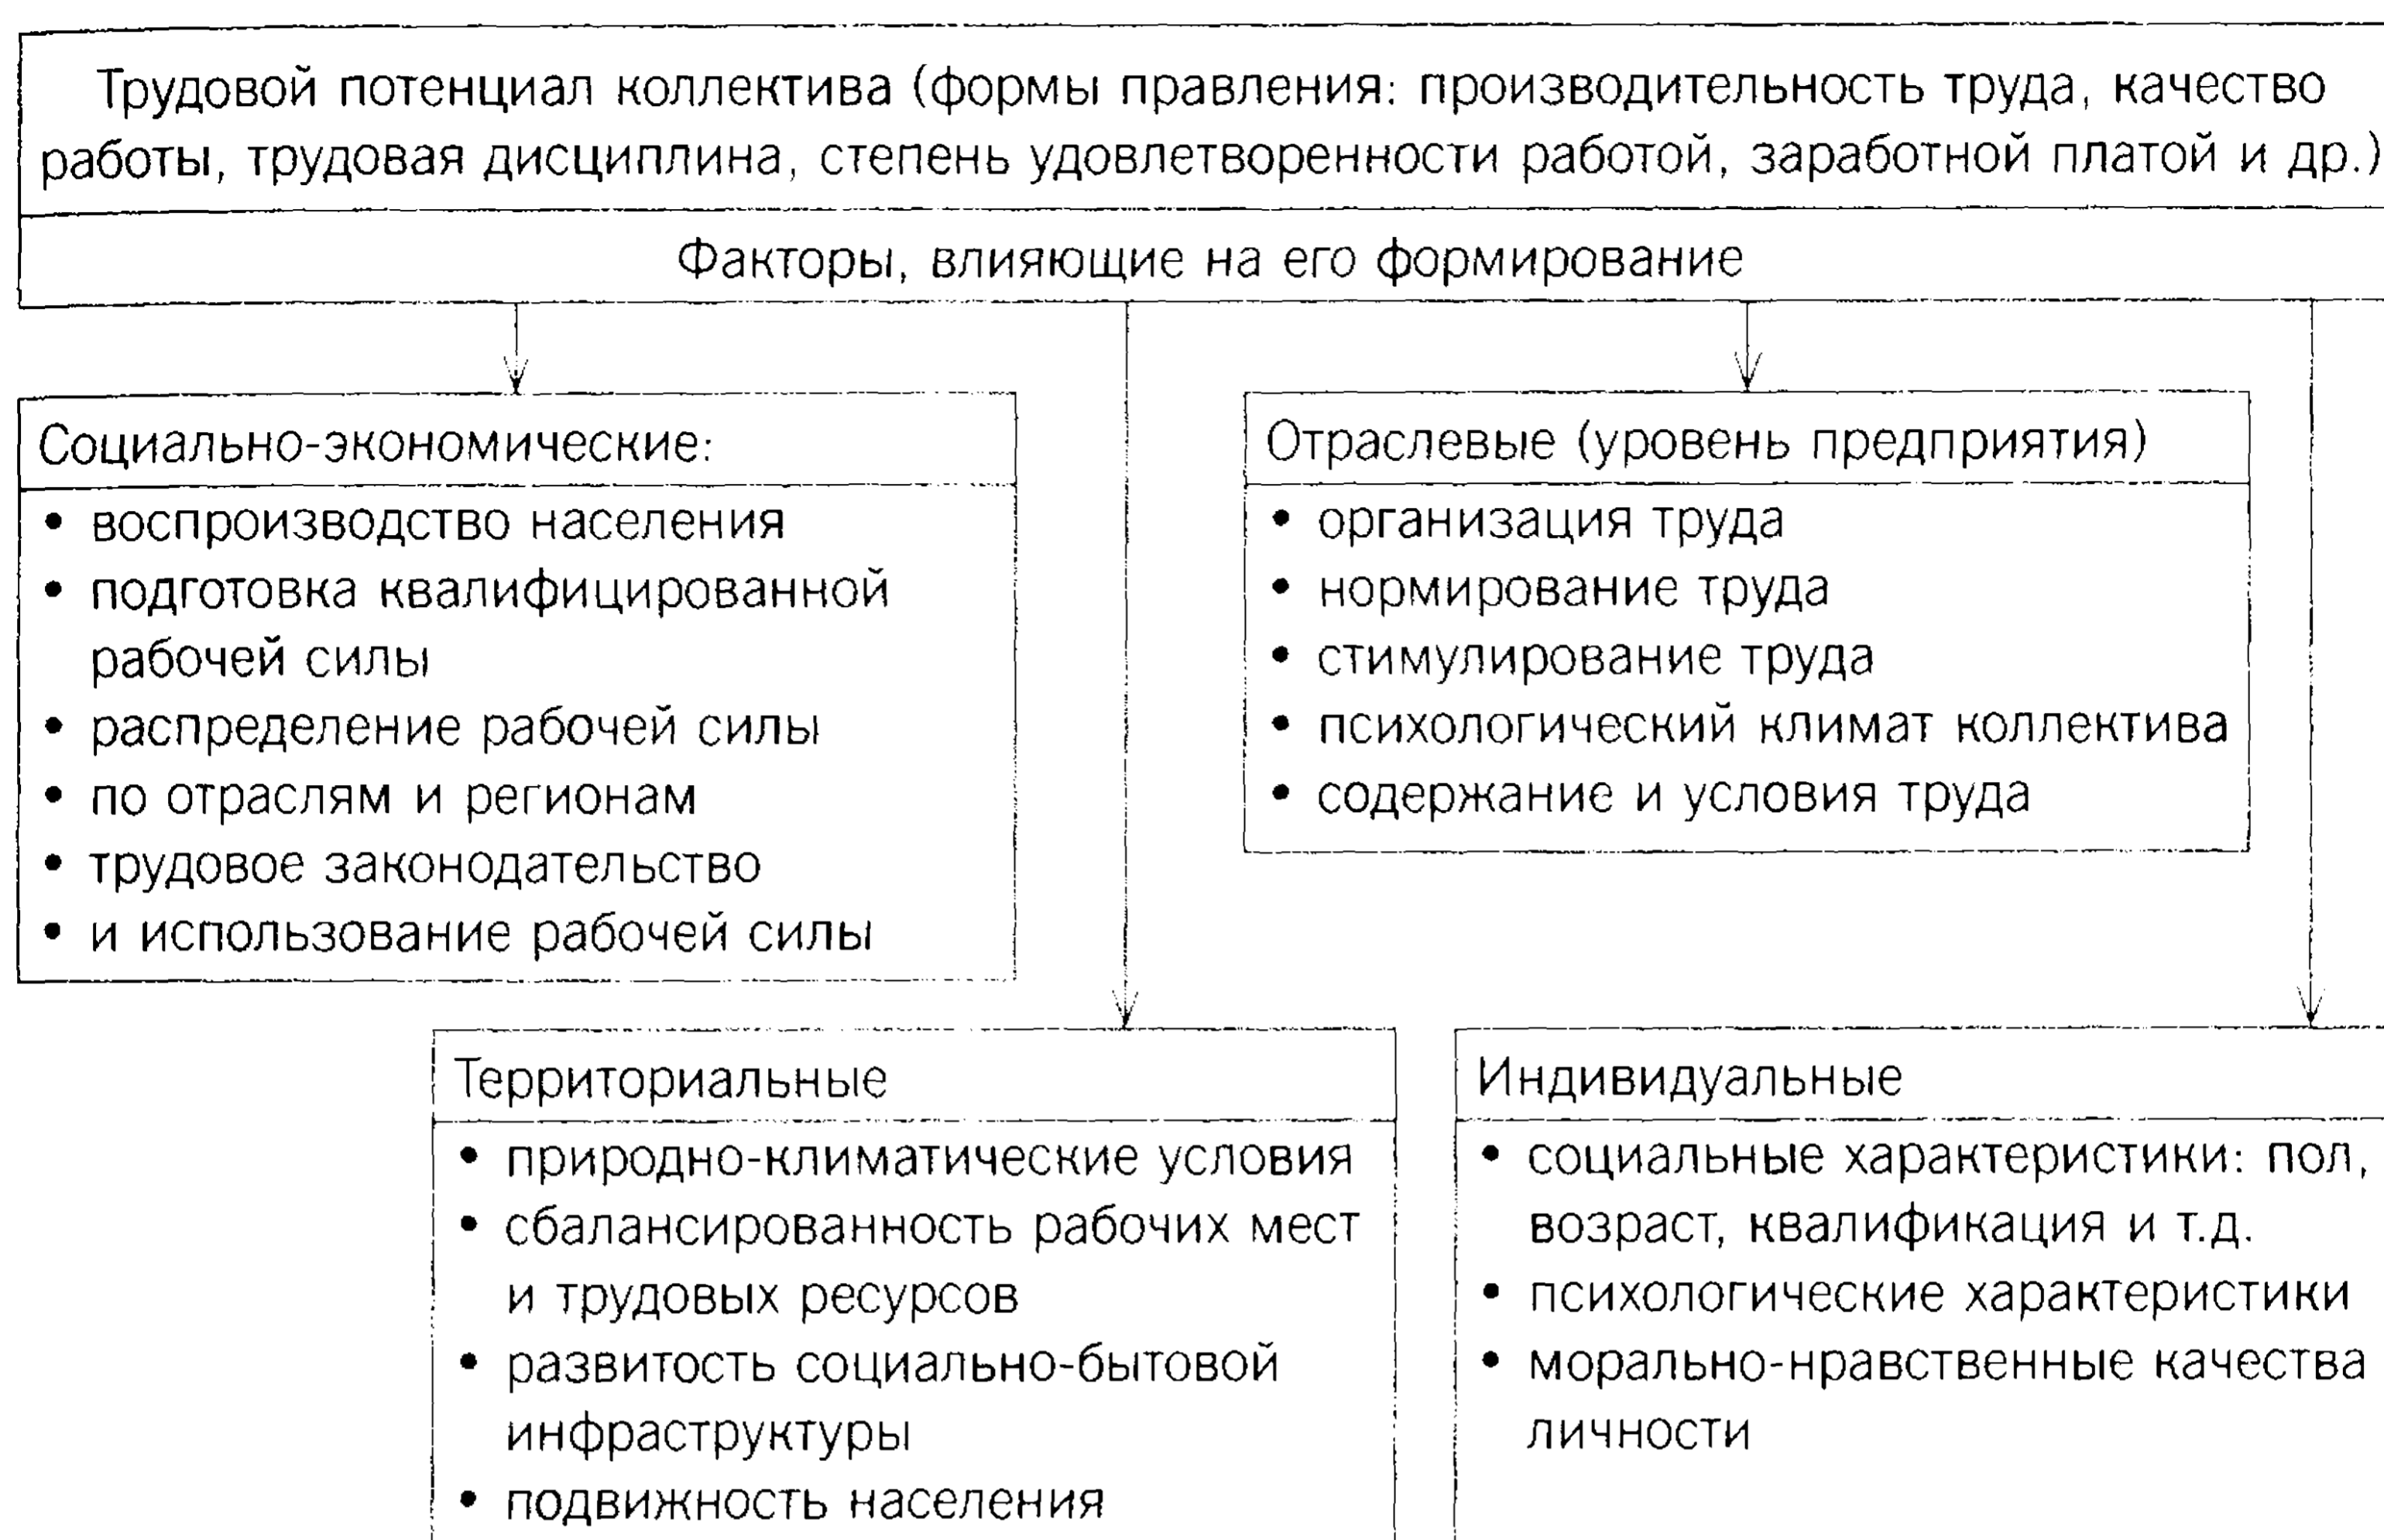 Трудовой потенциал коллектива (формы правления: производительность труда, качество
работы, трудовая дисциплина, степень удовлетворенности работой, заработной платой и др.)
Факторы, влияющие на его формирование
Социально-экономические:
• воспроизводство населения
• подготовка квалифицированной
рабочей силы
• распределение рабочей силы
• по отраслям и регионам
• трудовое законодательство
• и использование рабочей силы
Отраслевые (уровень предприятия)
• организация труда
• нормирование труда
• стимулирование труда
• психологический климат коллектива
• содержание и условия труда
Территориальные
• природно-климатические условия
• сбалансированность рабочих мест
и трудовых ресурсов
• развитость социально-бытовой
инфраструктуры
• подвижность населения
Индивидуальные
• социальные характеристики: пол,
возраст, квалификация и т.д.
• психологические характеристики
• морально-нравственные качества
личности